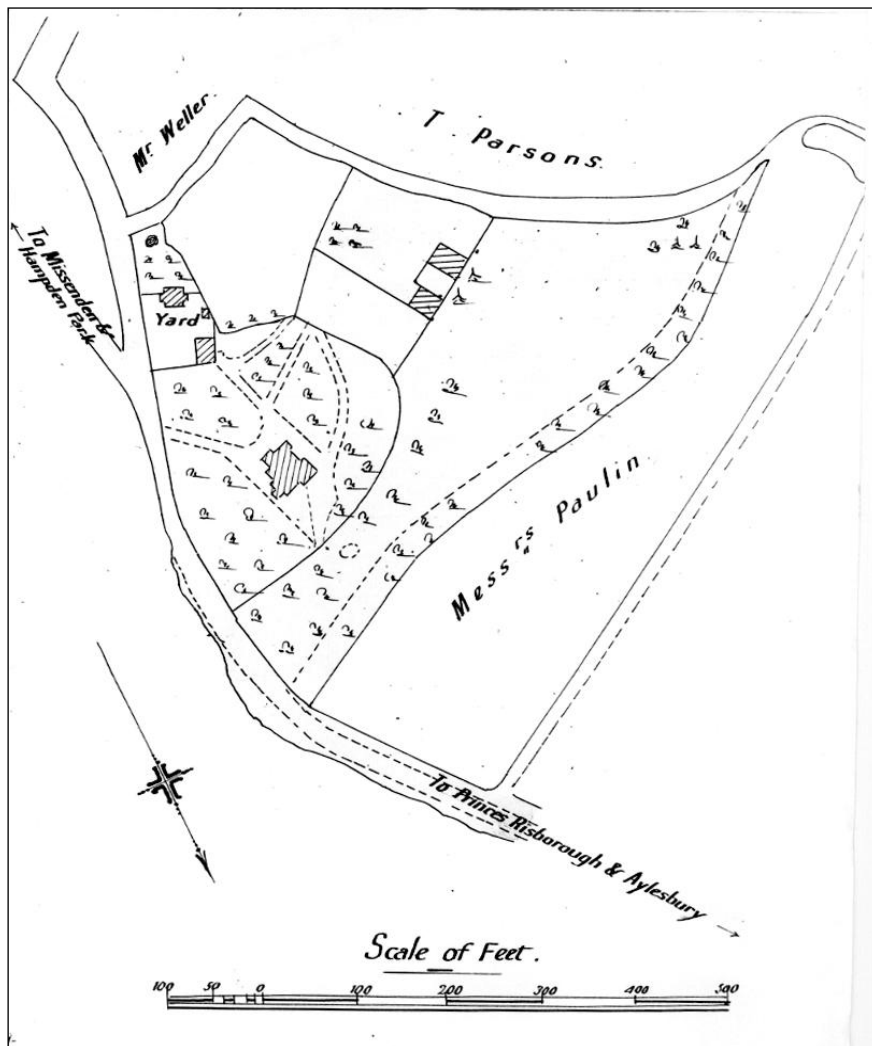 Mr Weller.
T. Parsons.
To Missenden &
Hampden Park
Yard
Messrs Paulin
To Princes Risborough & Aylesbury
Scale of Feet.
100 50 0 100 200 300 400 500